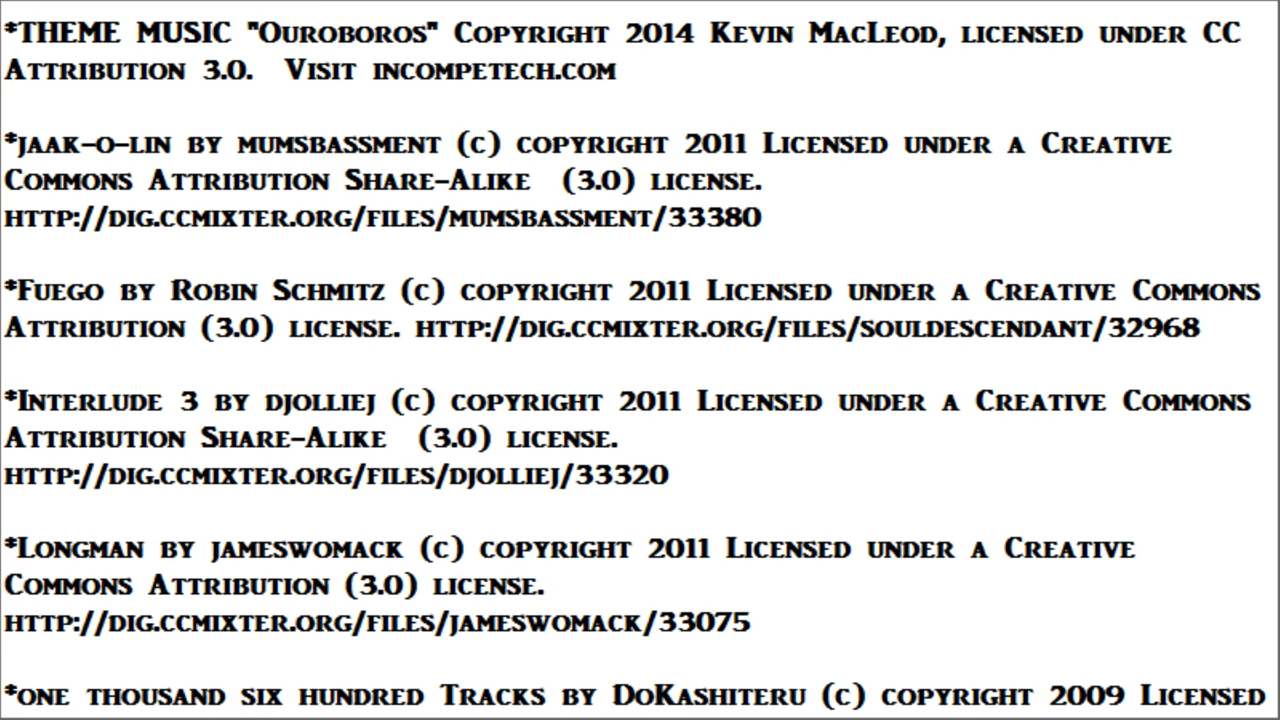 *THEME MUSIC "Ouroboros" Copyright 2014 Kevin MacLeod, licensed under CC
Attribution 3.0.  Visit incompetech.com
*jaak-o-lin by mumsbassment (c) copyright 2011 Licensed under a Creative
Commons Attribution Share-Alike  (3.0) license.
http://dig.ccmixter.org/files/mumsbassment/33380
*Fuego by Robin Schmitz (c) copyright 2011 Licensed under a Creative Commons
Attribution (3.0) license. http://dig.ccmixter.org/files/souldescendant/32968
*Interlude 3 by djolliej (c) copyright 2011 Licensed under a Creative Commons
Attribution Share-Alike  (3.0) license.
http://dig.ccmixter.org/files/djolliej/33320
*Longman by jameswomack (c) copyright 2011 Licensed under a Creative
Commons Attribution (3.0) license.
http://dig.ccmixter.org/files/jameswomack/33075
*one thousand six hundred Tracks by DoKashiteru (c) copyright 2009 Licensed